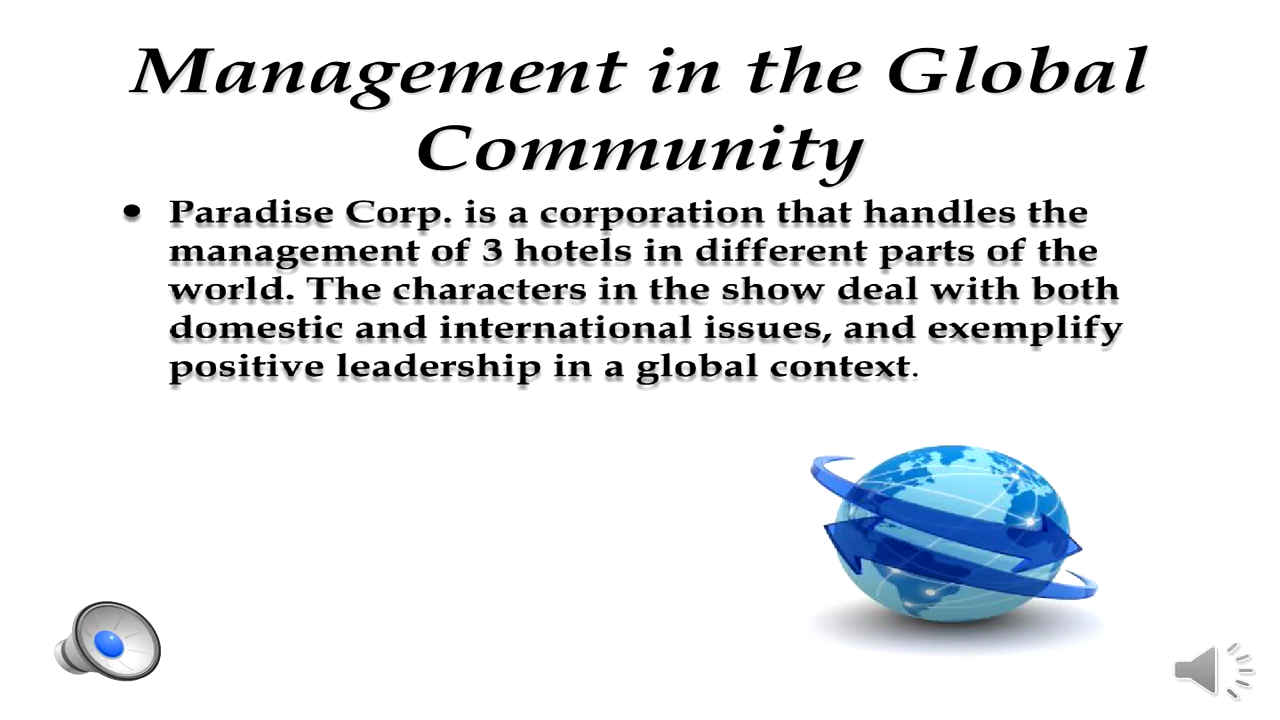 Management in the Global
Community
• Paradise Corp. is a corporation that handles the
management of 3 hotels in different parts of the
world. The characters in the show deal with both
domestic and international issues, and exemplify
positive leadership in a global context.